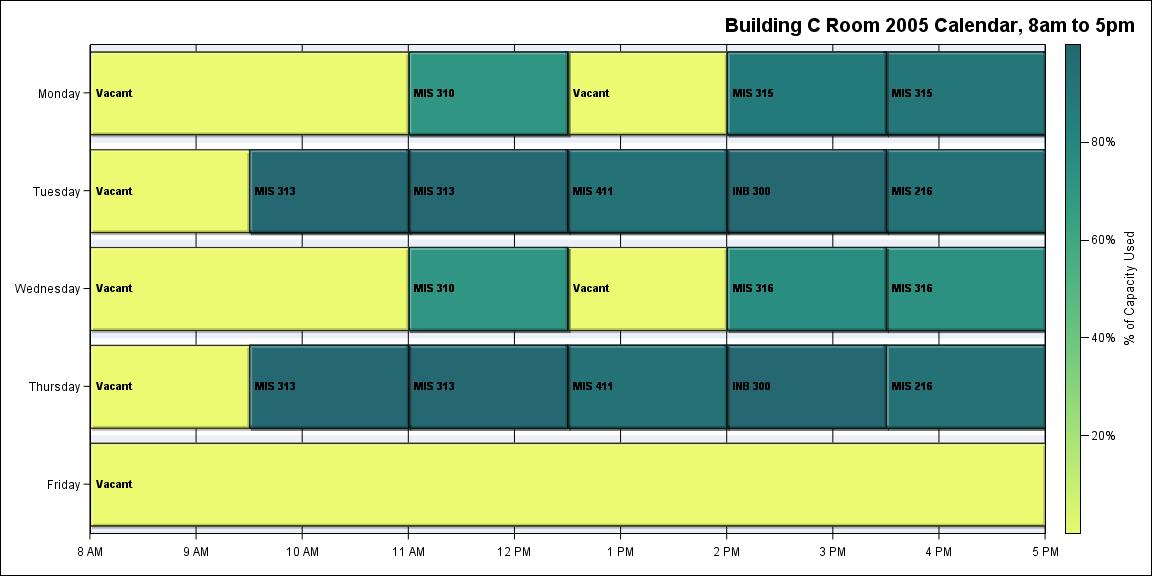 Building C Room 2005 Calendar, 8am to 5pm
Monday
Vacant
MIS 310
Vacant
MIS 315
MIS 315
Tuesday
Vacant
MIS 313
MIS 313
MIS 411
INB 300
MIS 216
Wednesday
Vacant
MIS 310
Vacant
MIS 316
MIS 316
Thursday
Vacant
MIS 313
MIS 313
MIS 411
INB 300
MIS 216
Friday
Vacant
8 AM
9 AM
10 AM
11 AM
12 PM
1 PM
2 PM
3 PM
4 PM
5 PM
80%
60%
40%
20%
% of Capacity Used